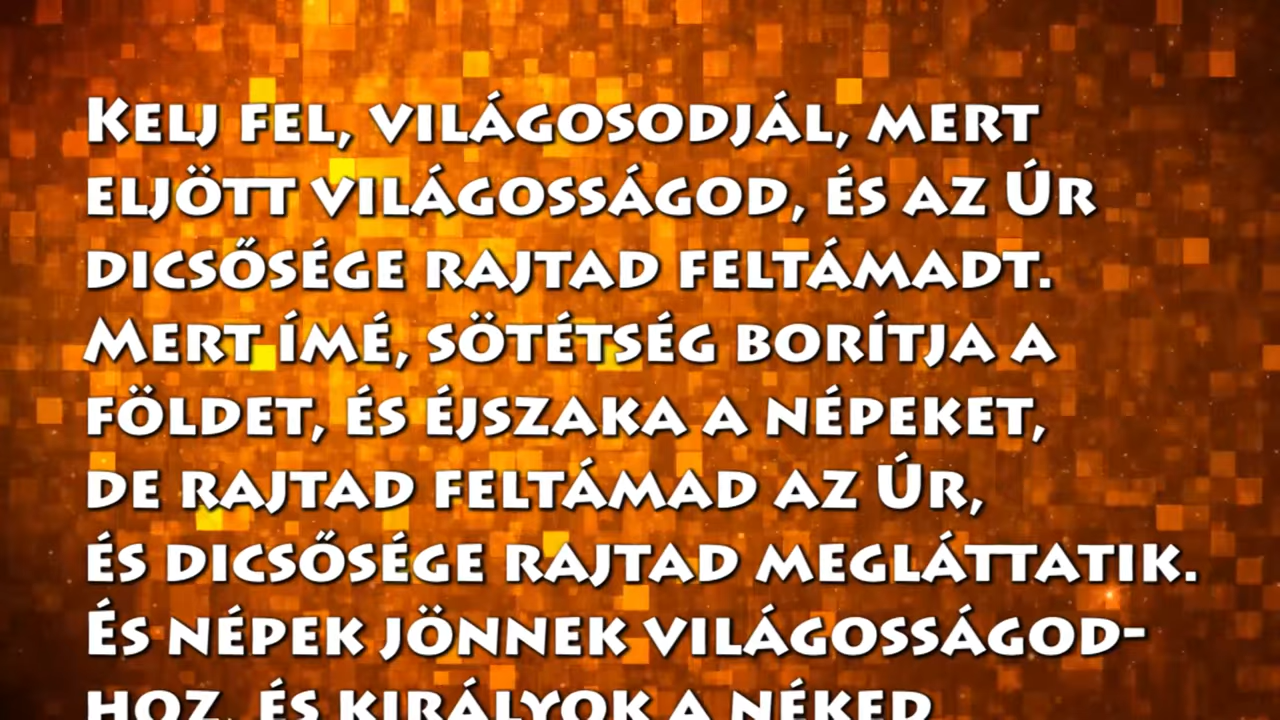 Kelj fel, világosodjál, mert
eljött világosságod, és az Úr
dicsősége rajtad feltámadt.
Mert ímé, sötétség borítja a
földet, és éjszaka a népeket,
de rajtad feltámad az Úr,
és dicsősége rajtad megláttatik.
És népek jönnek világosságod-
hoz, és királyok a néked